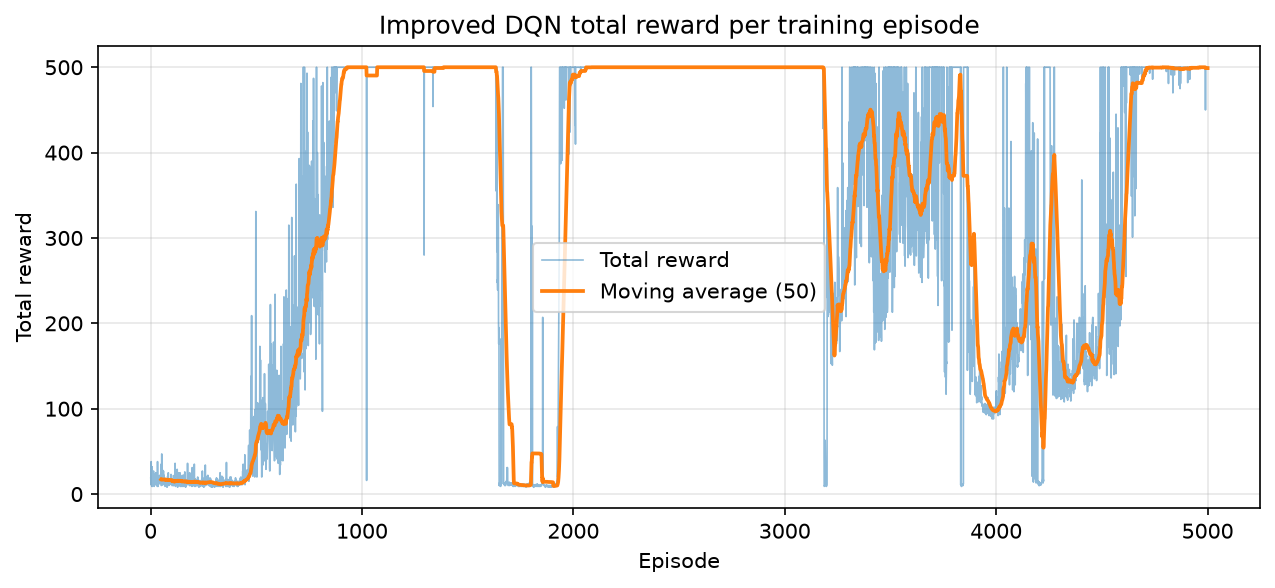 Improved DQN total reward per training episode
500
400
300
200
100
0
Total reward
Total reward
Moving average (50)
0 1000 2000 3000 4000 5000
Episode